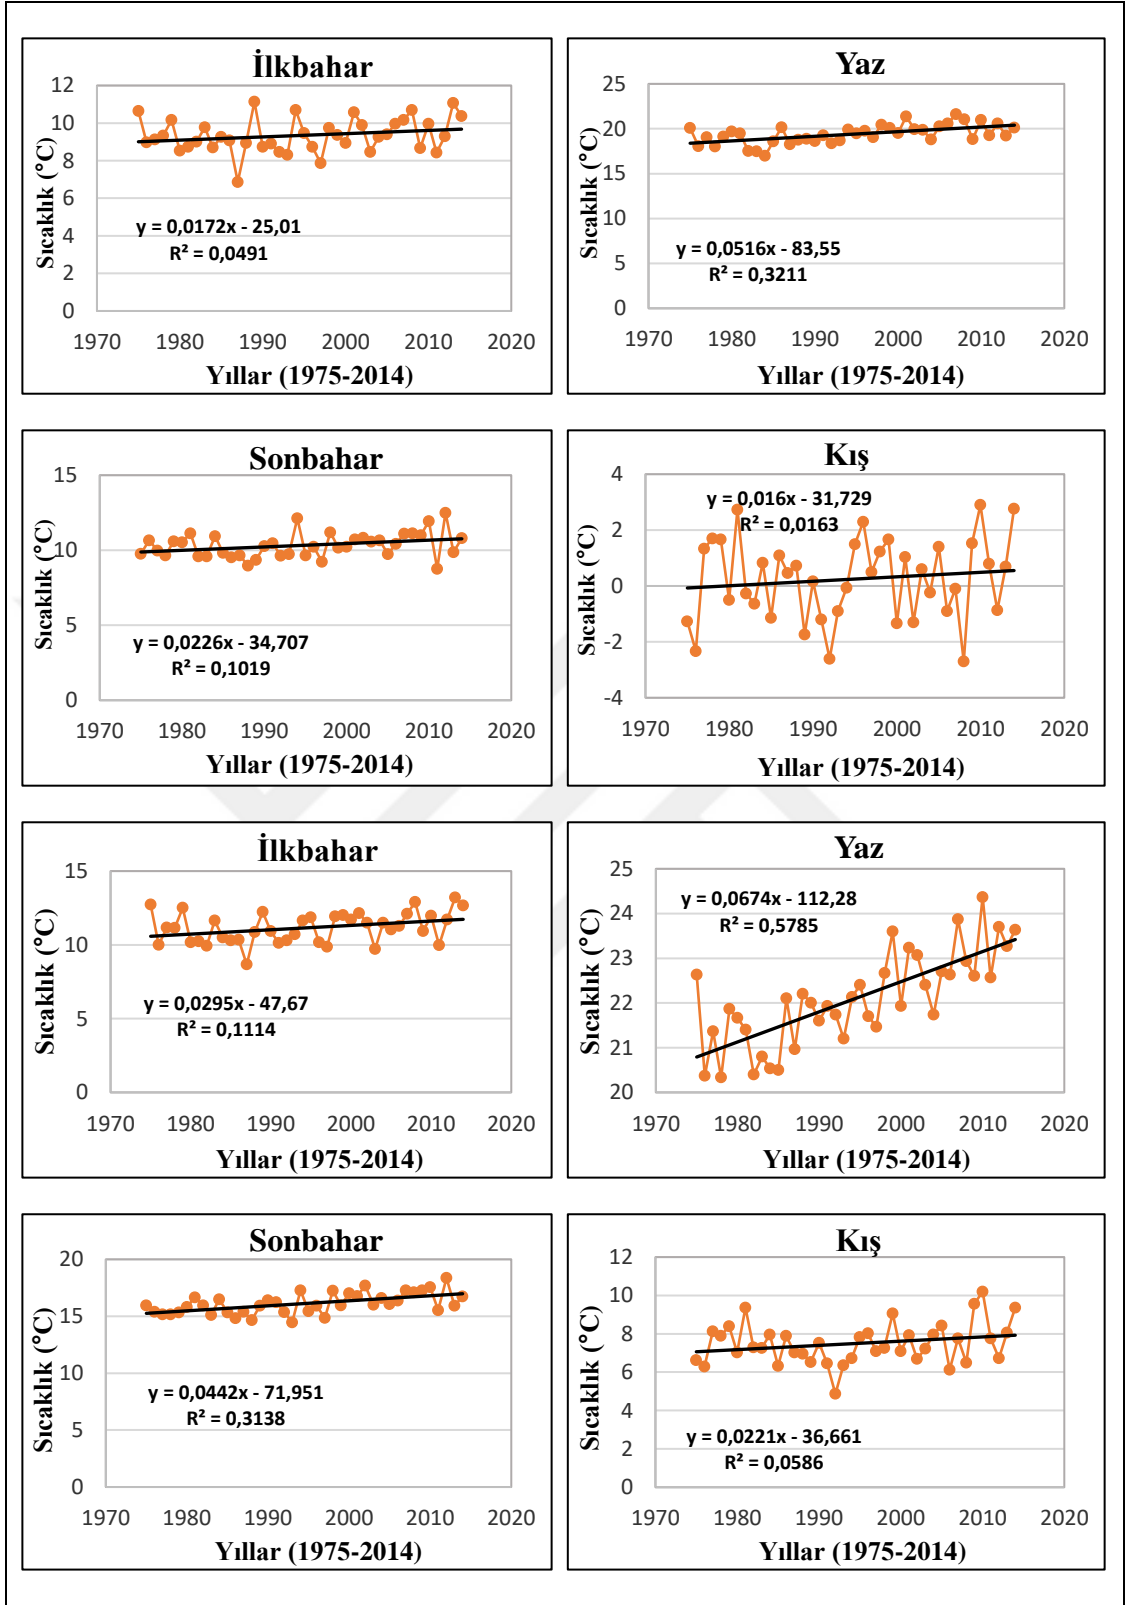 İlkbahar
12
10
8
6
4
2
0
Sıcaklık (°C)
y = 0,0172x - 25,01
R² = 0,0491
1970 1980 1990 2000 2010 2020
Yıllar (1975-2014)
Yaz
25
20
15
10
5
0
Sıcaklık (°C)
y = 0,0516x - 83,55
R² = 0,3211
1970 1980 1990 2000 2010 2020
Yıllar (1975-2014)
Sonbahar
15
10
5
0
Sıcaklık (°C)
y = 0,0226x - 34,707
R² = 0,1019
1970 1980 1990 2000 2010 2020
Yıllar (1975-2014)
Kış
4
2
0
-2
-4
Sıcaklık (°C)
y = 0,016x - 31,729
R² = 0,0163
1970 1980 1990 2000 2010 2020
Yıllar (1975-2014)
İlkbahar
15
10
5
0
Sıcaklık (°C)
y = 0,0295x - 47,67
R² = 0,1114
1970 1980 1990 2000 2010 2020
Yıllar (1975-2014)
Yaz
25
24
23
22
21
20
Sıcaklık (°C)
y = 0,0674x - 112,28
R² = 0,5785
1970 1980 1990 2000 2010 2020
Yıllar (1975-2014)
Sonbahar
20
15
10
5
0
Sıcaklık (°C)
y = 0,0442x - 71,951
R² = 0,3138
1970 1980 1990 2000 2010 2020
Yıllar (1975-2014)
Kış
12
10
8
6
4
2
0
Sıcaklık (°C)
y = 0,0221x - 36,661
R² = 0,0586
1970 1980 1990 2000 2010 2020
Yıllar (1975-2014)